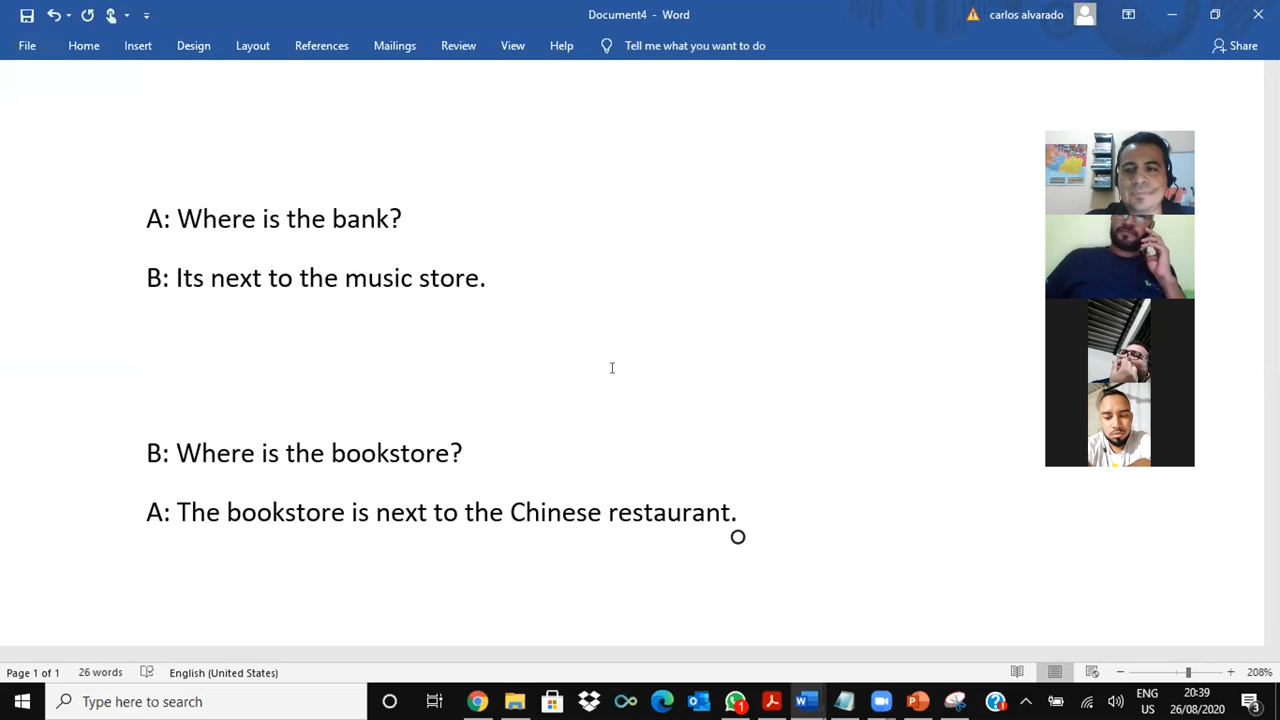 Document4 - Word
carlos alvarado
File Home Insert Design Layout References Mailings Review View Help Tell me what you want to do Share
A: Where is the bank?
B: Its next to the music store.
B: Where is the bookstore?
A: The bookstore is next to the Chinese restaurant.
Page 1 of 1 26 words English (United States) 208%
Type here to search
ENG 20:39
US 26/08/2020 3